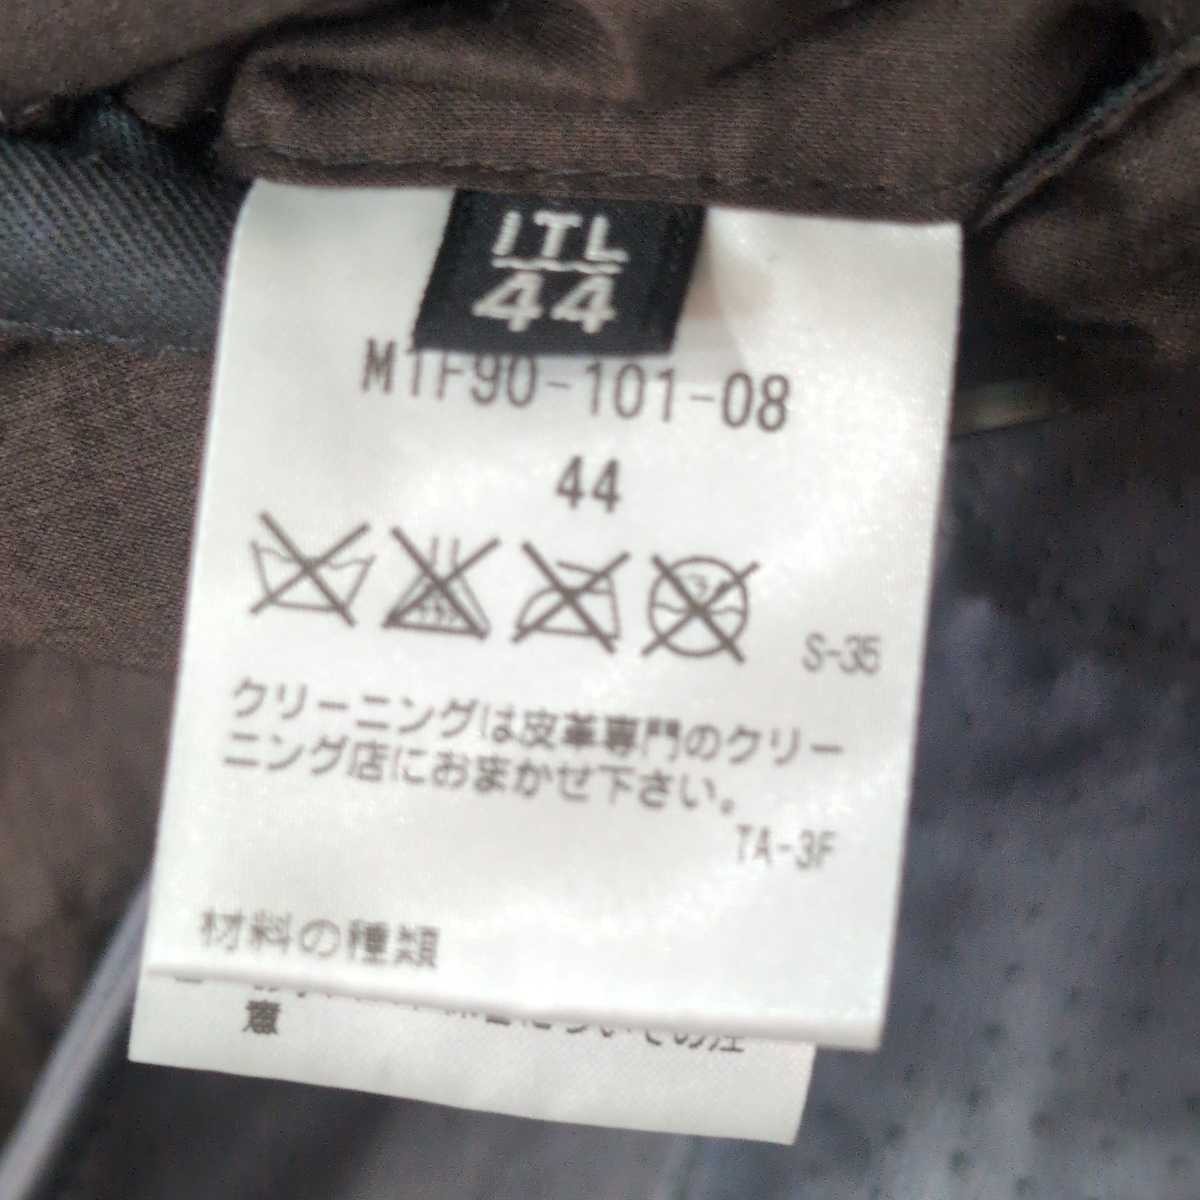 ITL
44
M1F90-101-08
44
S-35
クリーニングは皮革専門のクリー
ニング店におまかせ下さい。
TA-3F
材料の種類
意